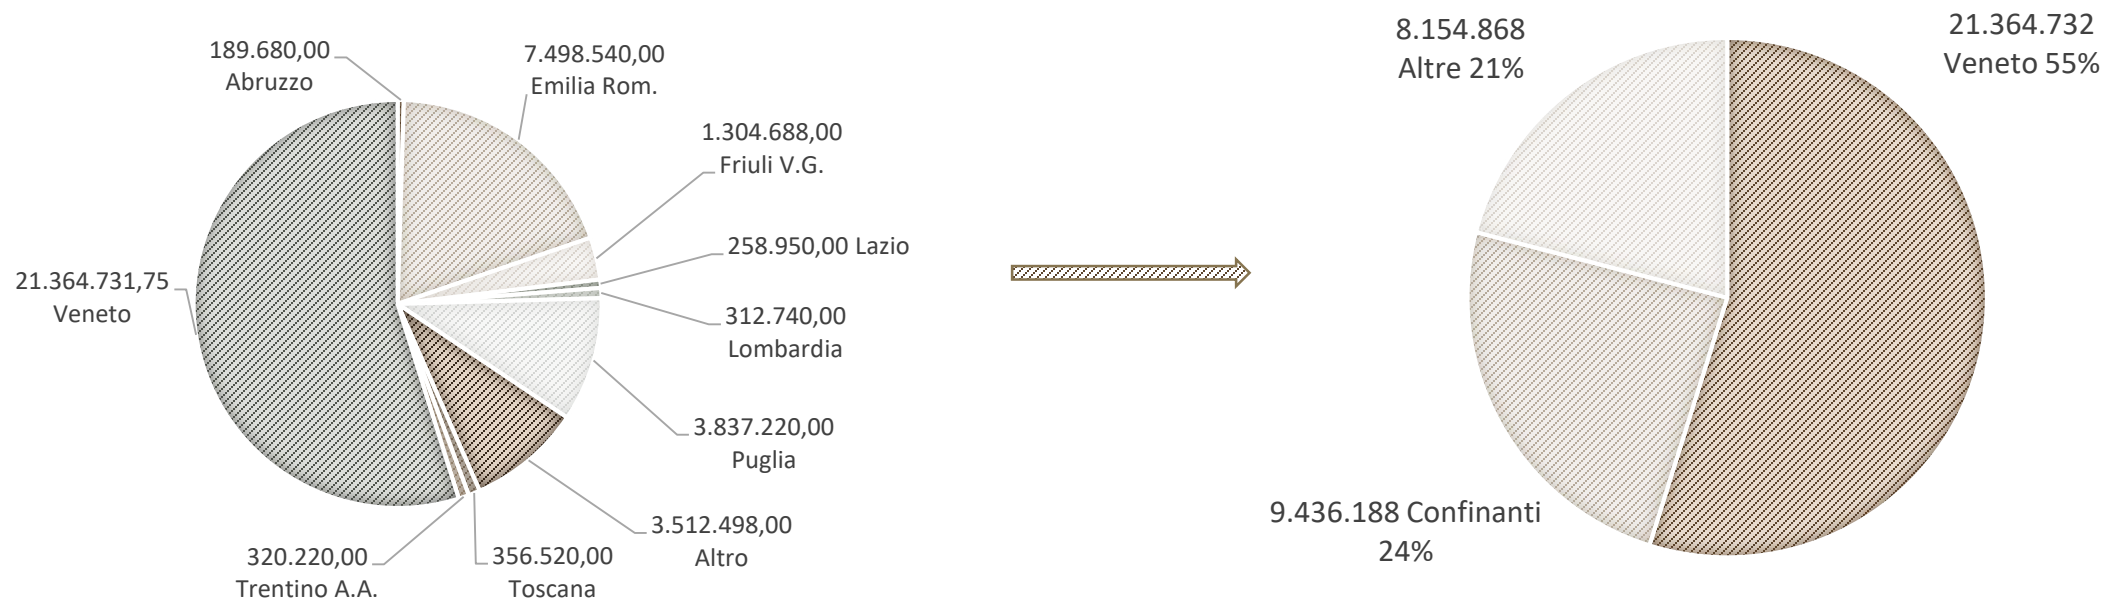 189.680,00
Abruzzo
7.498.540,00
Emilia Rom.
1.304.688,00
Friuli V.G.
258.950,00 Lazio
312.740,00
Lombardia
3.837.220,00
Puglia
3.512.498,00
Altro
356.520,00
Toscana
320.220,00
Trentino A.A.
21.364.731,75
Veneto
8.154.868
Altre 21%
21.364.732
Veneto 55%
9.436.188 Confinanti
24%